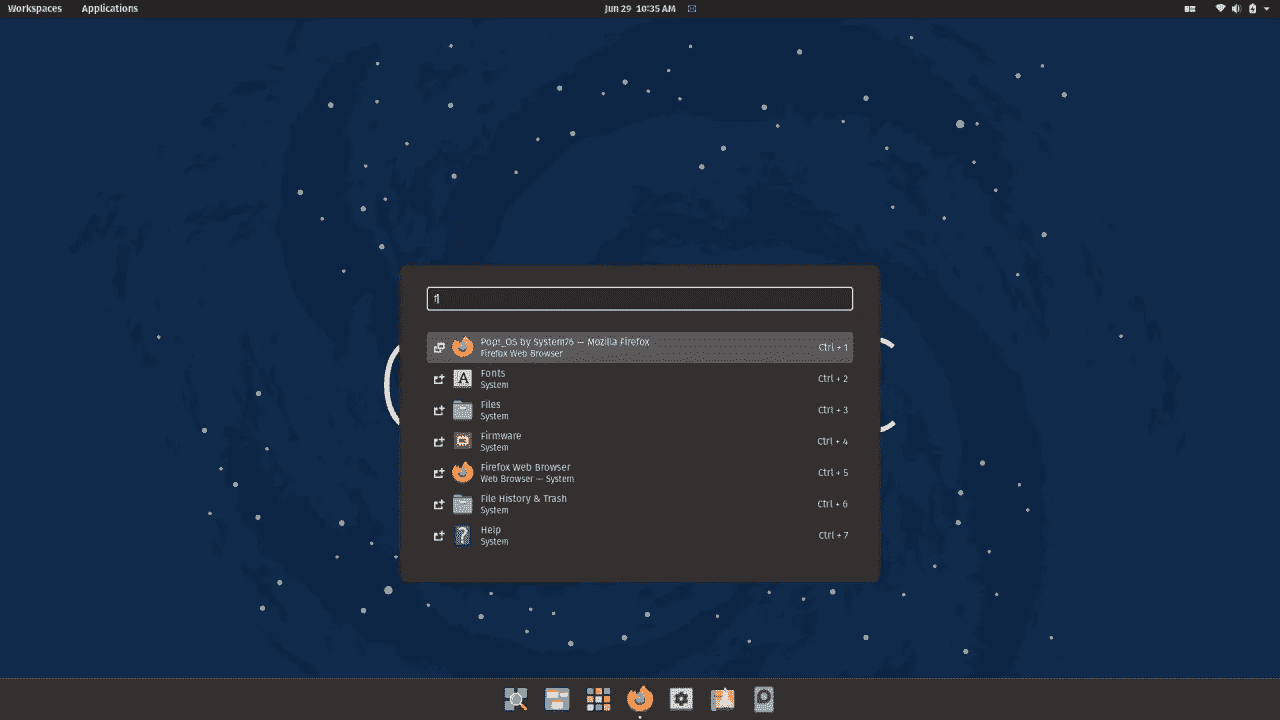 Workspaces Applications Jun 29 10:35 AM
f
Pop!_OS by System76 — Mozilla Firefox Ctrl + 1
Firefox Web Browser
Fonts Ctrl + 2
System
Files Ctrl + 3
System
Firmware Ctrl + 4
System
Firefox Web Browser Ctrl + 5
Web Browser — System
File History & Trash Ctrl + 6
System
Help Ctrl + 7
System